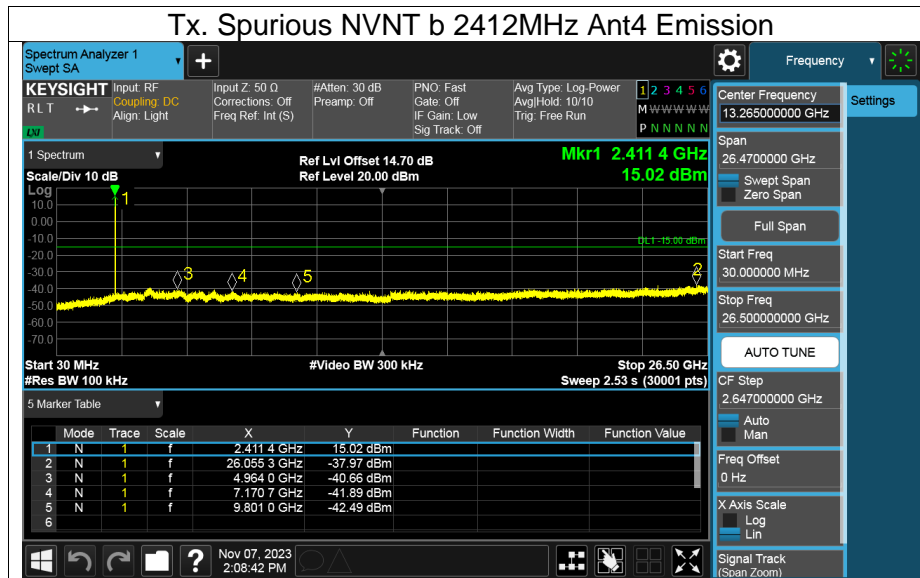 Tx. Spurious NVNT b 2412MHz Ant4 Emission
Spectrum Analyzer 1
Swept SA
+
Frequency
KEYSIGHT
R L T
LXI
Input: RF
Coupling: DC
Align: Light
Input Z: 50 Ω
Corrections: Off
Freq Ref: Int (S)
#Atten: 30 dB
Preamp: Off
PNO: Fast
Gate: Off
IF Gain: Low
Sig Track: Off
Avg Type: Log-Power
Avg|Hold: 10/10
Trig: Free Run
1 2 3 4 5 6
M W W W W W
P N N N N N
Center Frequency
13.265000000 GHz
Settings
1 Spectrum
Scale/Div 10 dB
Ref Lvl Offset 14.70 dB
Ref Level 20.00 dBm
Mkr1 2.411 4 GHz
15.02 dBm
Span
26.4700000 GHz
Swept Span
Zero Span
Full Span
Log
10.0
0.00
-10.0
-20.0
-30.0
-40.0
-50.0
-60.0
-70.0
1
3
4
5
2
DL1 -15.00 dBm
Start Freq
30.000000 MHz
Stop Freq
26.500000000 GHz
AUTO TUNE
Start 30 MHz
#Res BW 100 kHz
#Video BW 300 kHz
Stop 26.50 GHz
Sweep 2.53 s (30001 pts)
CF Step
2.647000000 GHz
Auto
Man
5 Marker Table
Mode Trace Scale X Y Function Function Width Function Value
1 N 1 f 2.411 4 GHz 15.02 dBm
2 N 1 f 26.055 3 GHz -37.97 dBm
3 N 1 f 4.964 0 GHz -40.66 dBm
4 N 1 f 7.170 7 GHz -41.89 dBm
5 N 1 f 9.801 0 GHz -42.49 dBm
6
Freq Offset
0 Hz
X Axis Scale
Log
Lin
Signal Track
(Span Zoom)
?
Nov 07, 2023
2:08:42 PM